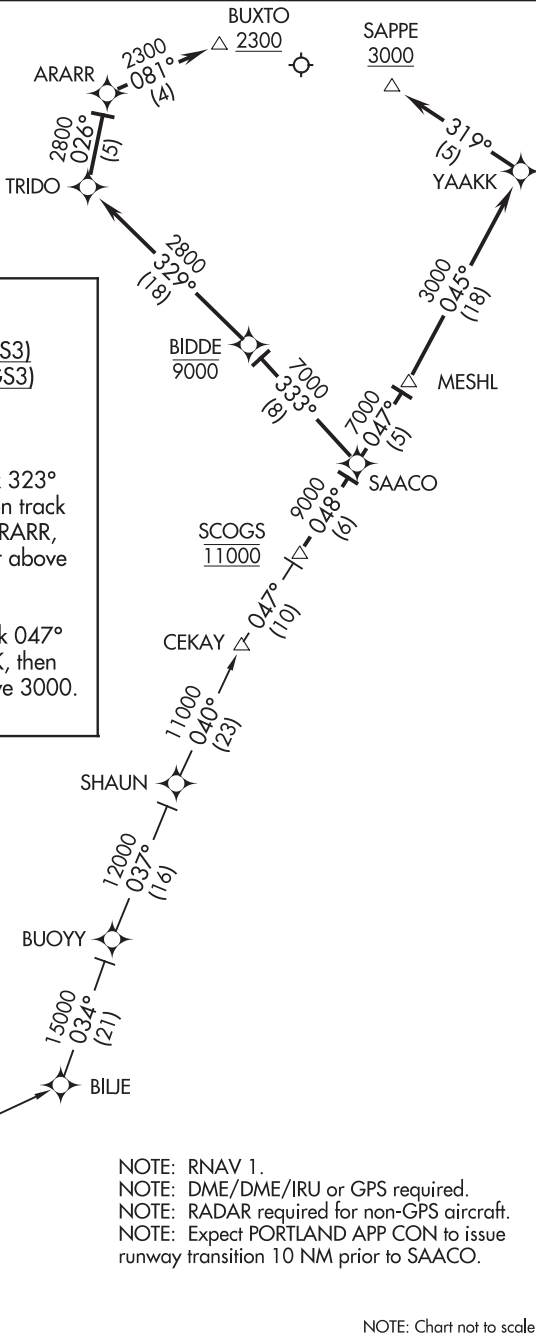 BUXTO
2300
SAPPE
3000
ARARR
2300
081°
(4)
2800
026°
(5)
319°
(5)
YAAKK
TRIDO
2800
329°
(18)
3000
045°
(18)
S3)
GS3)
BIDDE
9000
7000
333°
(8)
MESHL
7000
047°
(5)
SAACO
323°
n track
RARR,
r above
9000
048°
(6)
SCOGS
11000
k 047°
K, then
ve 3000.
047°
(10)
CEKAY
11000
040°
(23)
SHAUN
12000
037°
(16)
BUOYY
15000
034°
(21)
BILJE
NOTE: RNAV 1.
NOTE: DME/DME/IRU or GPS required.
NOTE: RADAR required for non-GPS aircraft.
NOTE: Expect PORTLAND APP CON to issue
runway transition 10 NM prior to SAACO.
NOTE: Chart not to scale